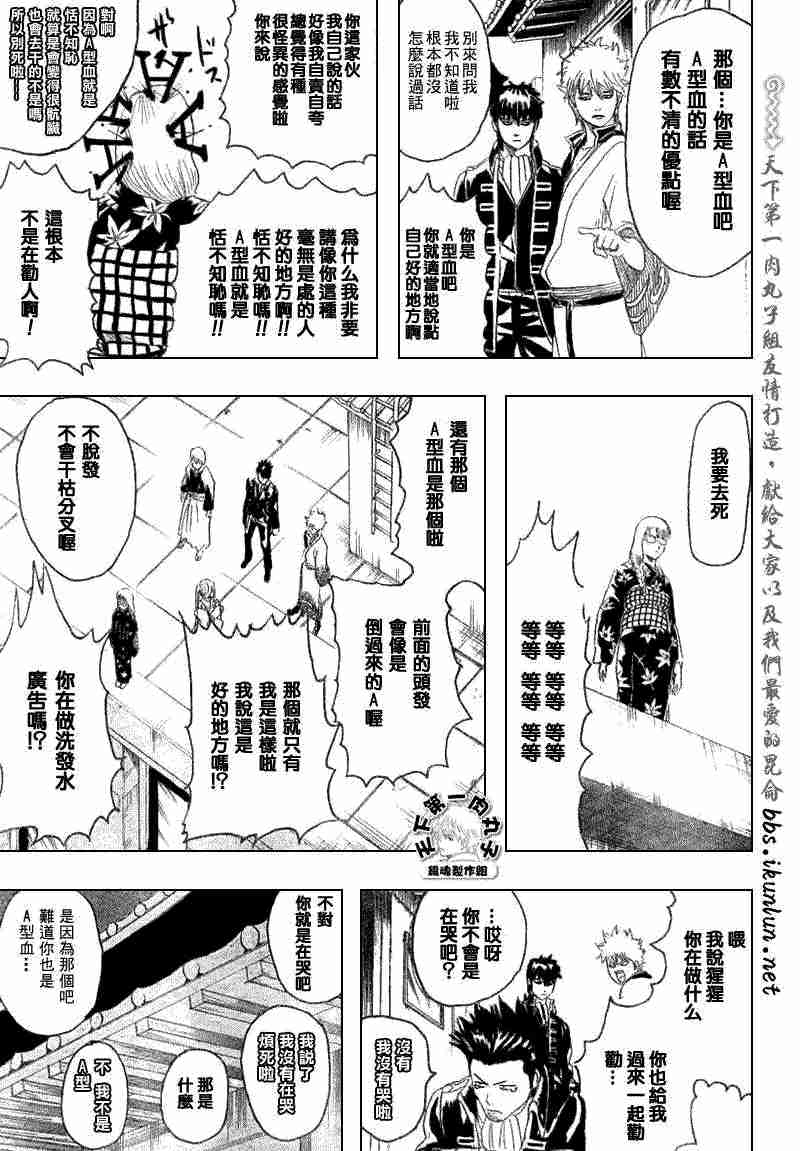 那個…你是A型血吧
A型血的話
有數不清的優點喔
別來問我
我不知道啦
根本都沒
怎麼說過話
你是
A型血吧
你就適當地說點
自己好的地方啊
你這家伙
我自己說的話
好像我自賣自夸
總覺得有種
很怪異的感覺啦
你來說
對啊
因為A型血就是
恬不知恥
就算是會變得很骯臟
也會去干的不是嗎
所以別死啦…!
A
A
A
A
為什么我非要
講像你這種
毫無是處的人
好的地方啊!!
A型血就是
恬不知恥嗎!!
這根本
不是在勸人啊!
我要去死
等等 等等 等等
等等 等等 等等
還有那個
A型血是那個啦
前面的頭發
會像是
倒過來的A喔
那個就只有
我是這樣啦
我說這是
好的地方嗎!?
不脫發
不會干枯分叉喔
你在做洗發水
廣告嗎!?
喂
我說猩猩
你在做什么
你也給我
過來一起
勸…
…哎呀
你不會是
在哭吧?
沒有
我沒有哭啦
不對
你就是在哭吧
我說了
我沒有在哭
煩死啦
那是
什麼
不 我不是
A型
是因為那個吧
難道你也是
A型血…
天下第一肉丸子
銀魂製作組
天下第一肉丸子組友情打造，獻給大家以及我們最愛的昆侖 bbs.ikunlun.net